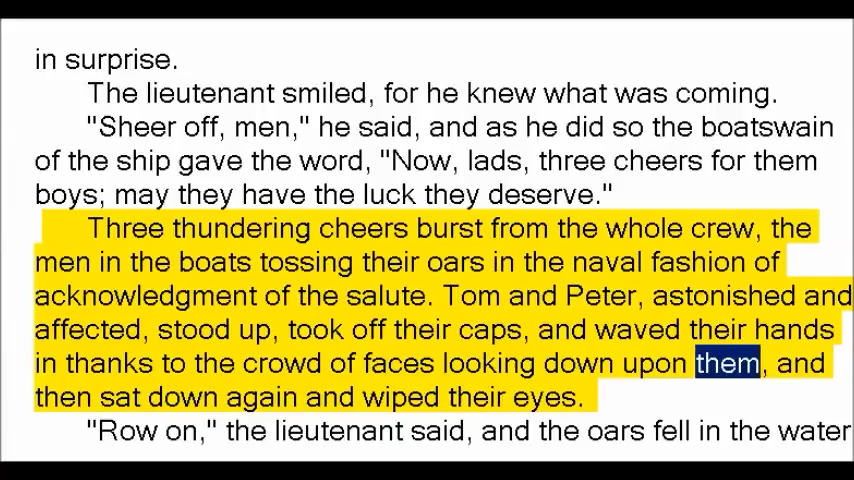 in surprise.
The lieutenant smiled, for he knew what was coming.
"Sheer off, men," he said, and as he did so the boatswain
of the ship gave the word, "Now, lads, three cheers for them
boys; may they have the luck they deserve."
Three thundering cheers burst from the whole crew, the
men in the boats tossing their oars in the naval fashion of
acknowledgment of the salute. Tom and Peter, astonished and
affected, stood up, took off their caps, and waved their hands
in thanks to the crowd of faces looking down upon them, and
then sat down again and wiped their eyes.
"Row on," the lieutenant said, and the oars fell in the water